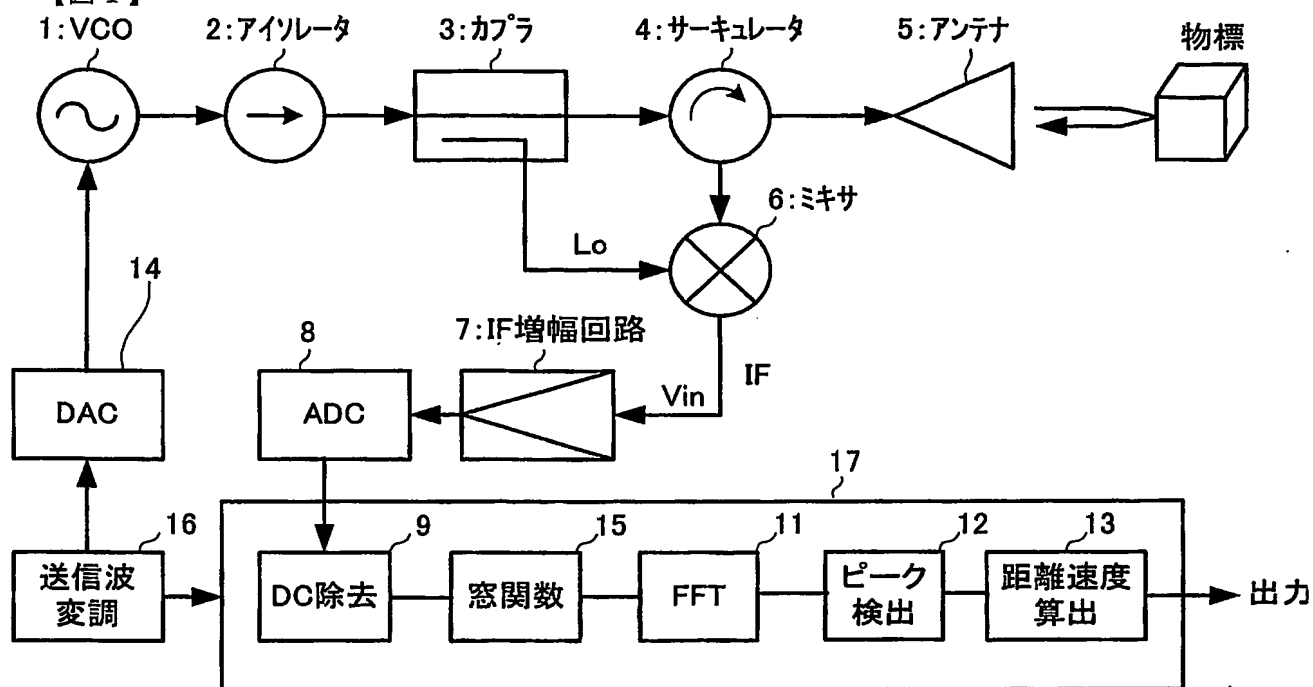 【図1】
1:VCO
2:アイソレータ
3:カプラ
4:サーキュレータ
5:アンテナ
物標
6:ミキサ
Lo
14
8
7:IF増幅回路
IF
Vin
DAC
ADC
17
16
9
15
11
12
13
送信波
変調
DC除去
窓関数
FFT
ピーク
検出
距離速度
算出
出力